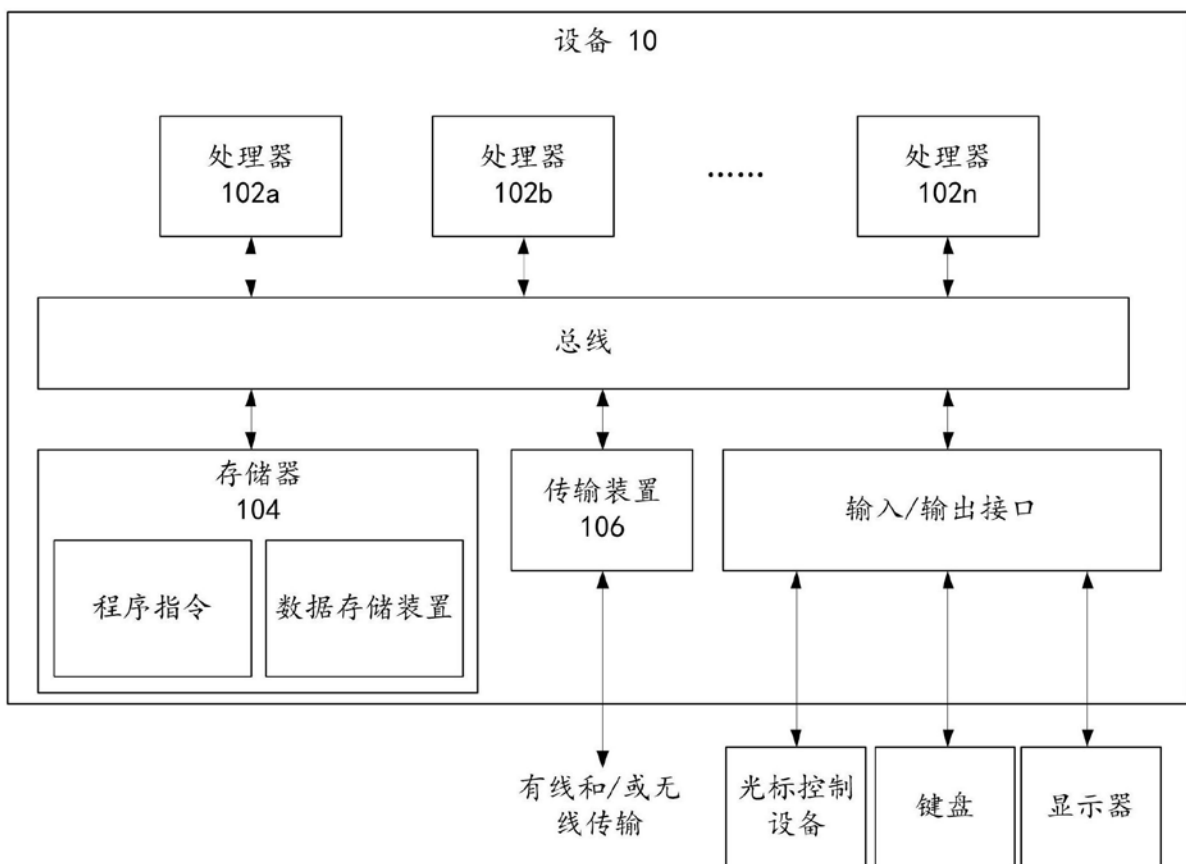 设备 10
处理器
102a
处理器
102b
……
处理器
102n
总线
存储器
104
程序指令
数据存储装置
传输装置
106
输入/输出接口
有线和/或无
线传输
光标控制
设备
键盘
显示器